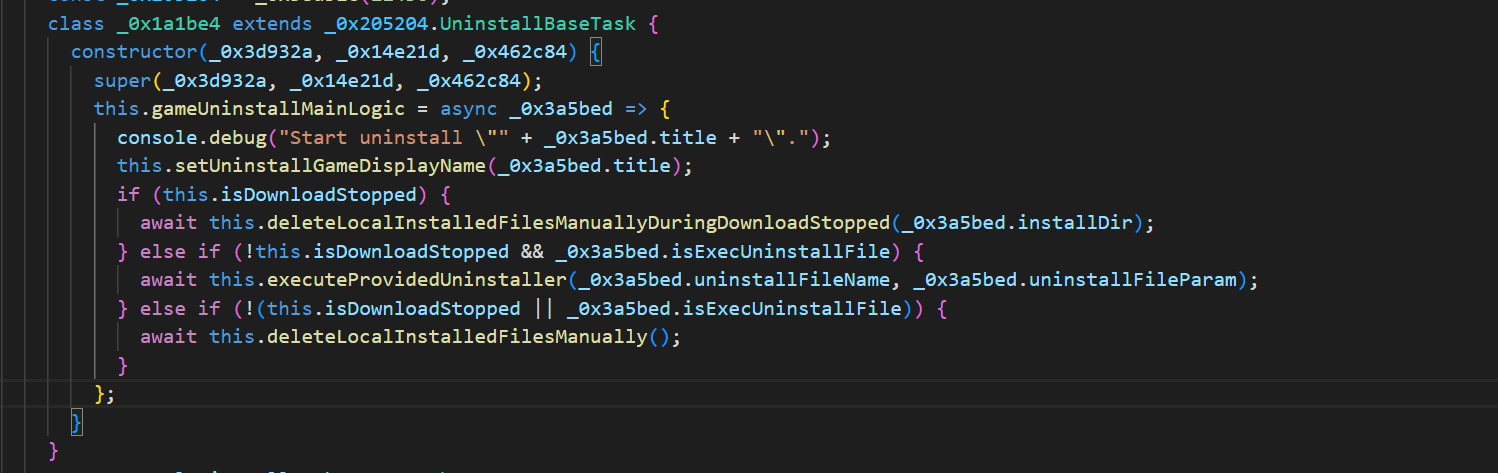 class _0x1a1be4 extends _0x205204.UninstallBaseTask {
constructor(_0x3d932a, _0x14e21d, _0x462c84) {
super(_0x3d932a, _0x14e21d, _0x462c84);
this.gameUninstallMainLogic = async _0x3a5bed => {
console.debug("Start uninstall \"" + _0x3a5bed.title + "\".");
this.setUninstallGameDisplayName(_0x3a5bed.title);
if (this.isDownloadStopped) {
await this.deleteLocalInstalledFilesManuallyDuringDownloadStopped(_0x3a5bed.installDir);
} else if (!this.isDownloadStopped && _0x3a5bed.isExecUninstallFile) {
await this.executeProvidedUninstaller(_0x3a5bed.uninstallFileName, _0x3a5bed.uninstallFileParam);
} else if (!(this.isDownloadStopped || _0x3a5bed.isExecUninstallFile)) {
await this.deleteLocalInstalledFilesManually();
}
};
}
}